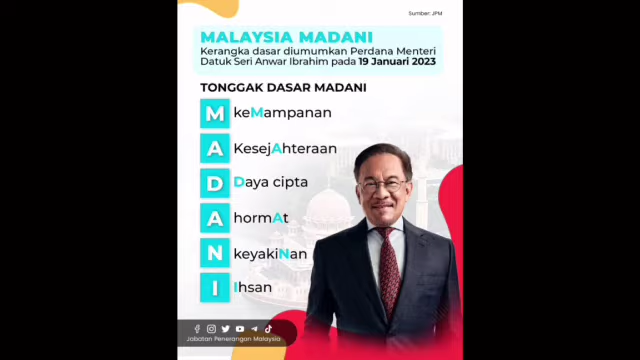 Sumber: JPM
MALAYSIA MADANI
Kerangka dasar diumumkan Perdana Menteri
Datuk Seri Anwar Ibrahim pada 19 Januari 2023
TONGGAK DASAR MADANI
M keMampanan
A KesejAhteraan
D Daya cipta
A hormAt
N keyakiNan
I Ihsan
Jabatan Penerangan Malaysia